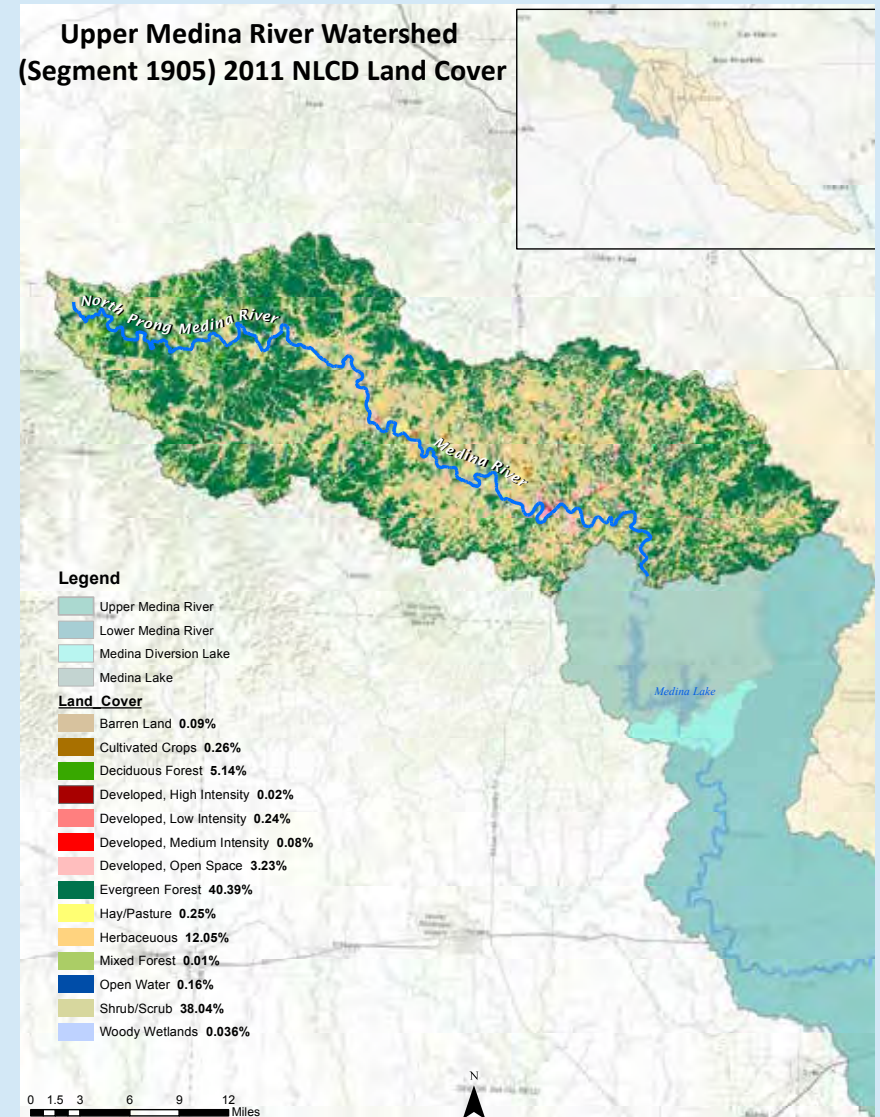 Upper Medina River Watershed
(Segment 1905) 2011 NLCD Land Cover
North Prong Medina River
Medina River
Medina Lake
Legend
Upper Medina River
Lower Medina River
Medina Diversion Lake
Medina Lake
Land_Cover
Barren Land 0.09%
Cultivated Crops 0.26%
Deciduous Forest 5.14%
Developed, High Intensity 0.02%
Developed, Low Intensity 0.24%
Developed, Medium Intensity 0.08%
Developed, Open Space 3.23%
Evergreen Forest 40.39%
Hay/Pasture 0.25%
Herbaceuous 12.05%
Mixed Forest 0.01%
Open Water 0.16%
Shrub/Scrub 38.04%
Woody Wetlands 0.036%
0 1.5 3 6 9 12
Miles
N